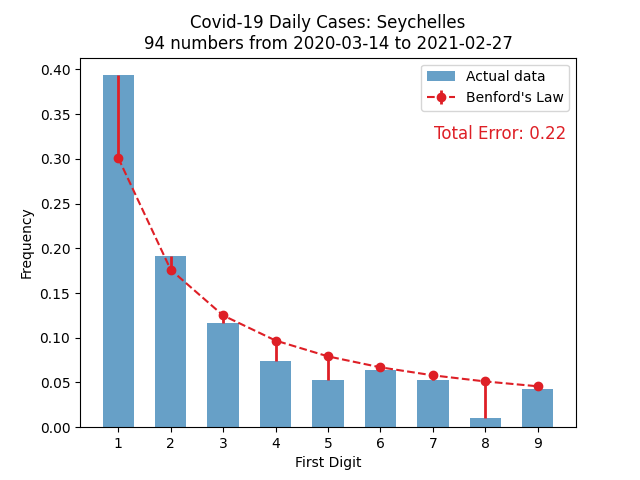 Covid-19 Daily Cases: Seychelles
94 numbers from 2020-03-14 to 2021-02-27
Actual data
Benford's Law
Total Error: 0.22
Frequency
0.40
0.35
0.30
0.25
0.20
0.15
0.10
0.05
0.00
1 2 3 4 5 6 7 8 9
First Digit